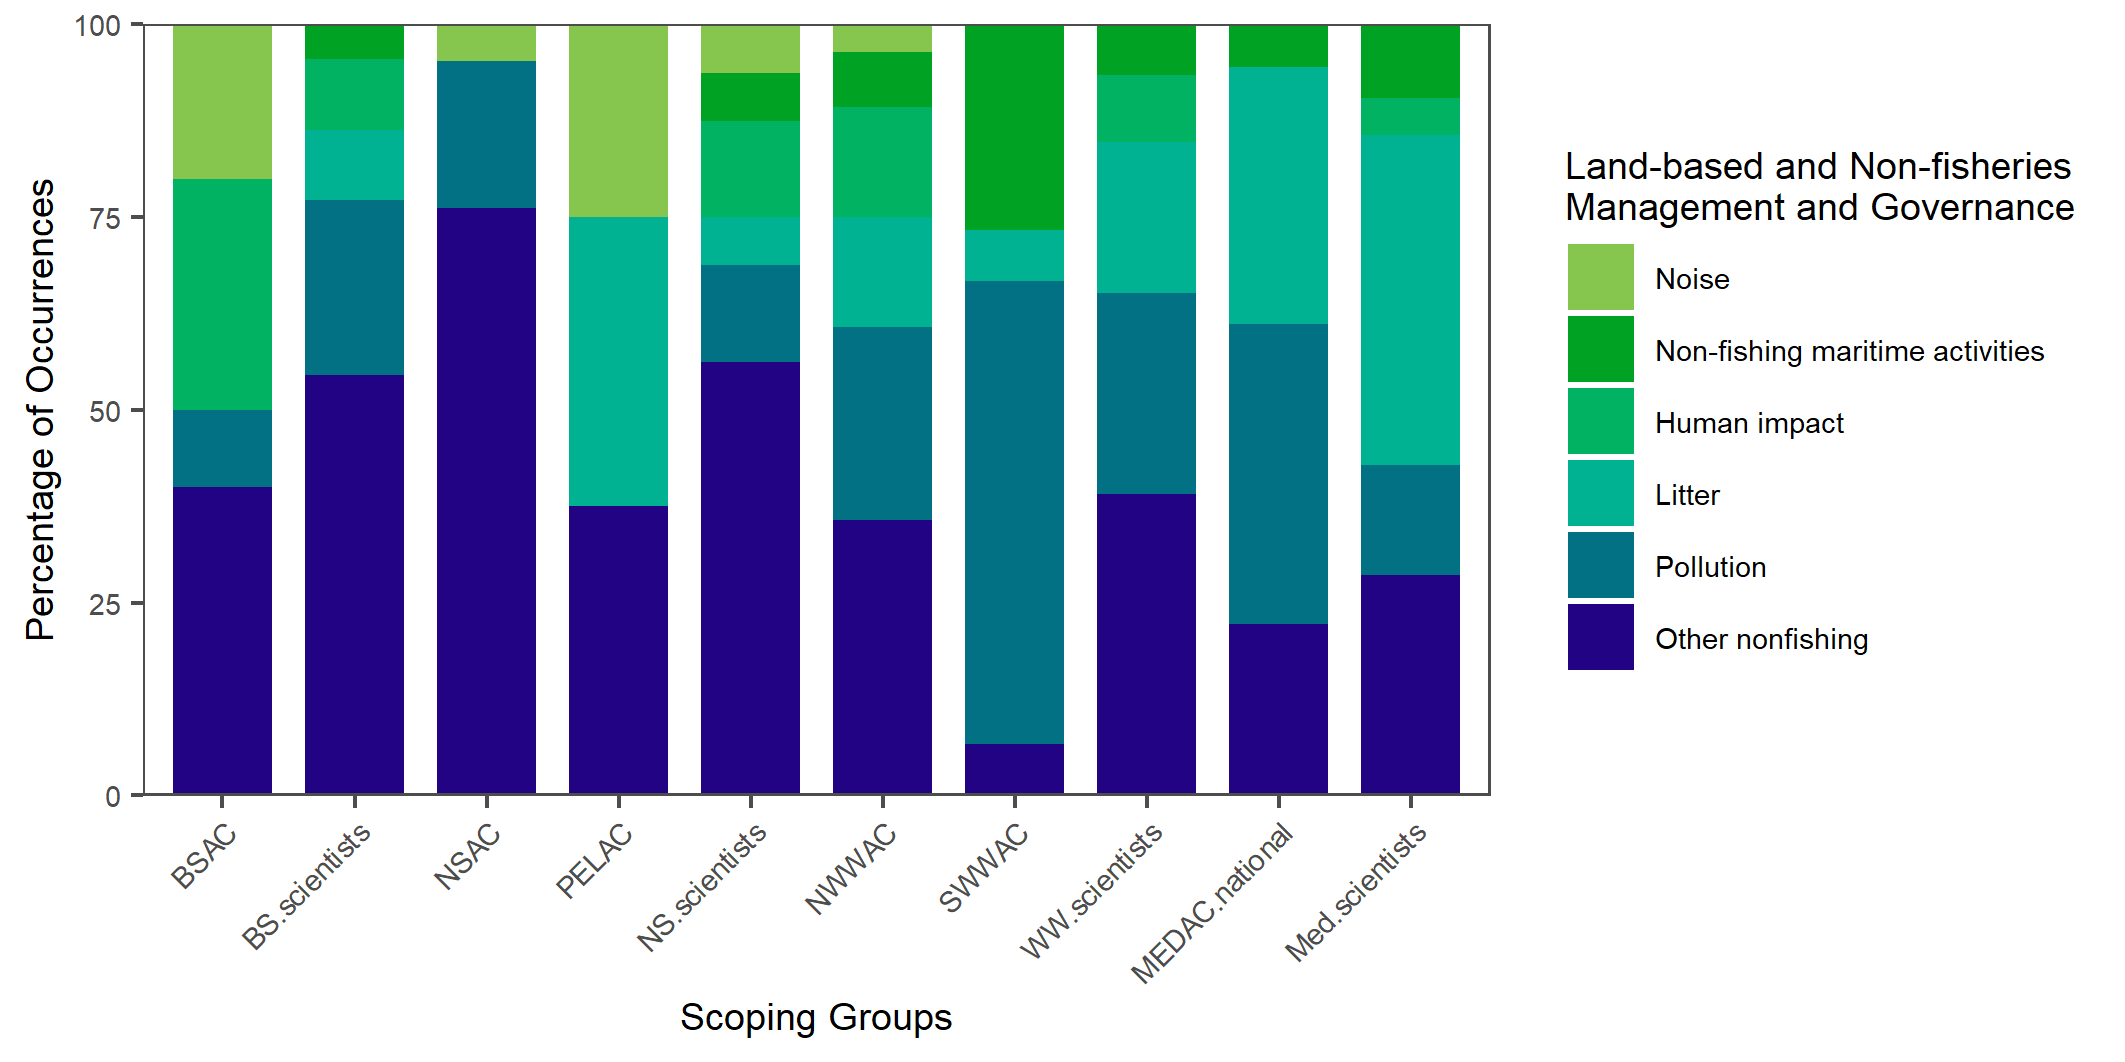 100
75
50
25
0
Percentage of Occurrences
BSAC
BS.scientists
NSAC
PELAC
NS.scientists
NWWAC
SWWAC
WW.scientists
MEDAC.national
Med.scientists
Scoping Groups
Land-based and Non-fisheries
Management and Governance
Noise
Non-fishing maritime activities
Human impact
Litter
Pollution
Other nonfishing